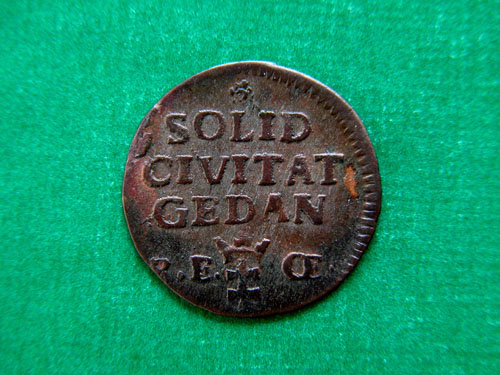 SOLID
CIVITAT
GEDAN
R.E. Œ